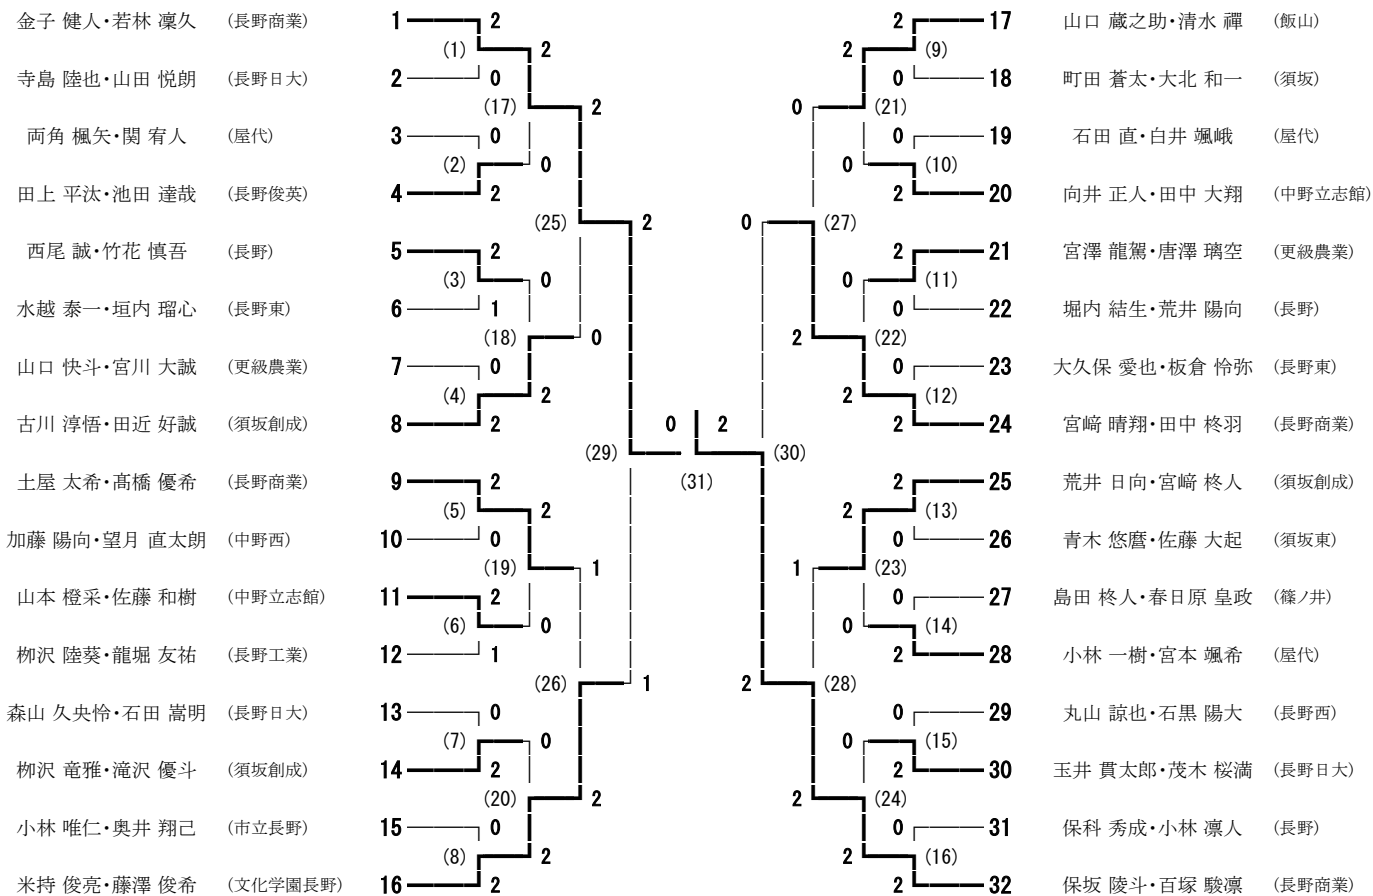 金子 健人・若林 凜久 (長野商業) 1 2 2 17 山口 蔵之助・清水 禪 (飯山)
(1) 2 2 (9)
寺島 陸也・山田 悦朗 (長野日大) 2 0 0 18 町田 蒼太・大北 和一 (須坂)
(17) 2 0 (21)
両角 楓矢・関 宥人 (屋代) 3 0 0 19 石田 直・白井 颯峨 (屋代)
(2) 0 0 (10)
田上 平汰・池田 達哉 (長野俊英) 4 2 2 20 向井 正人・田中 大翔 (中野立志館)
(25) 2 0 (27)
西尾 誠・竹花 慎吾 (長野) 5 2 2 21 宮澤 龍駕・唐澤 璃空 (更級農業)
(3) 0 0 (11)
水越 泰一・垣内 瑠心 (長野東) 6 1 0 22 堀内 結生・荒井 陽向 (長野)
(18) 0 2 (22)
山口 快斗・宮川 大誠 (更級農業) 7 0 0 23 大久保 愛也・板倉 怜弥 (長野東)
(4) 2 2 (12)
古川 淳悟・田近 好誠 (須坂創成) 8 2 0 2 2 24 宮﨑 晴翔・田中 柊羽 (長野商業)
(29) (30)
土屋 太希・髙橋 優希 (長野商業) 9 2 (31) 2 25 荒井 日向・宮﨑 柊人 (須坂創成)
(5) 2 2 (13)
加藤 陽向・望月 直太朗 (中野西) 10 0 0 26 青木 悠麿・佐藤 大起 (須坂東)
(19) 1 1 (23)
山本 橙采・佐藤 和樹 (中野立志館) 11 2 0 27 島田 柊人・春日原 皇政 (篠ノ井)
(6) 0 0 (14)
栁沢 陸葵・龍堀 友祐 (長野工業) 12 1 2 28 小林 一樹・宮本 颯希 (屋代)
(26) 1 2 (28)
森山 久央怜・石田 嵩明 (長野日大) 13 0 0 29 丸山 諒也・石黒 陽大 (長野西)
(7) 0 0 (15)
栁沢 竜雅・滝沢 優斗 (須坂創成) 14 2 2 30 玉井 貫太郎・茂木 桜満 (長野日大)
(20) 2 2 (24)
小林 唯仁・奥井 翔己 (市立長野) 15 0 0 31 保科 秀成・小林 凛人 (長野)
(8) 2 2 (16)
米持 俊亮・藤澤 俊希 (文化学園長野) 16 2 2 32 保坂 陵斗・百塚 駿凛 (長野商業)